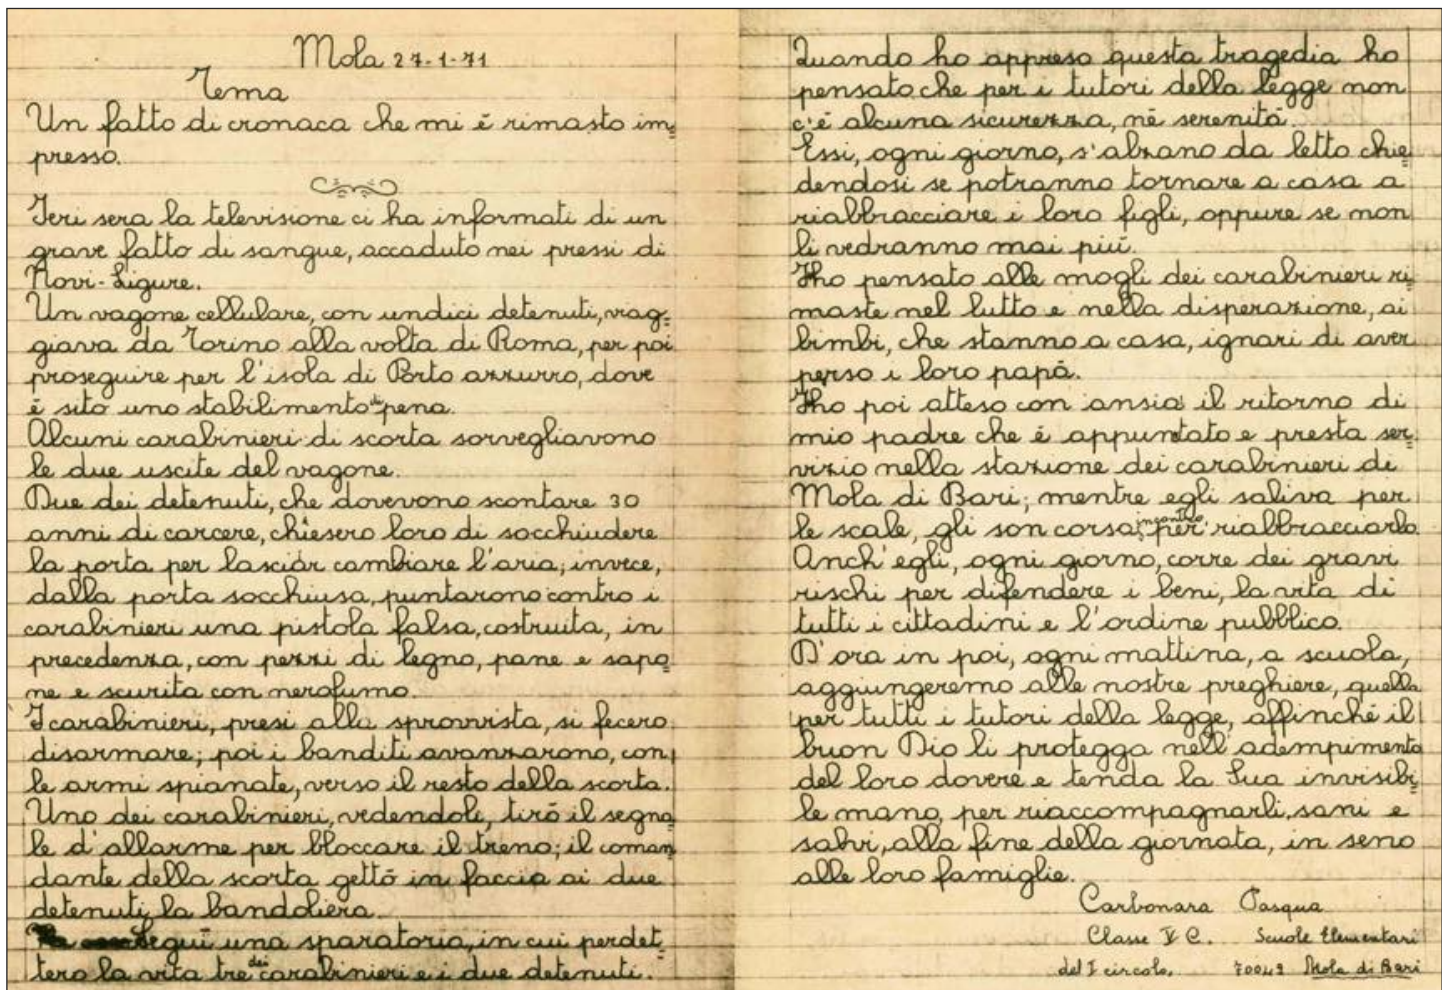 Mola 27-1-71
Tema
Un fatto di cronaca che mi è rimasto im=
presso.
Ieri sera la televisione ci ha informati di un
grave fatto di sangue, accaduto nei pressi di
Novi-Ligure.
Un vagone cellulare, con undici detenuti, viag=
giava da Torino alla volta di Roma, per poi
proseguire per l'isola di Porto azzurro, dove
è sito uno stabilimento di pena.
Alcuni carabinieri di scorta sorvegliavono
le due uscite del vagone.
Due dei detenuti, che dovevono scontare 30
anni di carcere, chiesero loro di socchiudere
la porta per lasciar cambiare l'aria; invece,
dalla porta socchiusa, puntarono contro i
carabinieri una pistola falsa, costruita, in
precedenza, con pezzi di legno, pane e sapo=
ne e scurita con nerofumo.
I carabinieri, presi alla sprovvista, si fecero
disarmare; poi i banditi avanzarono, con
le armi spianate, verso il resto della scorta.
Uno dei carabinieri, vedendoli, tirò il segna=
le d'allarme per bloccare il treno; il coman=
dante della scorta gettò in faccia ai due
detenuti, la bandoliera.
Seguì una sparatoria, in cui perdet=
tero la vita tre dei carabinieri e i due detenuti.
Quando ho appreso questa tragedia ho
pensato che per i tutori della legge non
c'è alcuna sicurezza, nè serenità.
Essi, ogni giorno, s'alzano da letto chie=
dendosi se potranno tornare a casa a
riabbracciare i loro figli, oppure se non
li vedranno mai più.
Ho pensato alle mogli dei carabinieri ri=
maste nel lutto e nella disperazione, ai
bimbi, che stanno a casa, ignari di aver
perso i loro papà.
Ho poi atteso con ansia il ritorno di
mio padre che è appuntato e presta ser=
vizio nella stazione dei carabinieri di
Mola di Bari; mentre egli saliva per
le scale, gli son corsa, incontro per riabbracciarlo.
Anch'egli, ogni giorno, corre dei gravi
rischi per difendere i beni, la vita di
tutti i cittadini e l'ordine pubblico.
D'ora in poi, ogni mattina, a scuola,
aggiungeremo alle nostre preghiere, quella
per tutti i tutori della legge, affinchè il
buon Dio li protegga nell'adempimento
del loro dovere e tenda la Sua invisibi=
le mano, per riaccompagnarli, sani e
salvi, alla fine della giornata, in seno
alle loro famiglie.
Carbonara Pasqua
Classe V C. Scuole Elementari
del I circolo. 70042 Mola di Bari